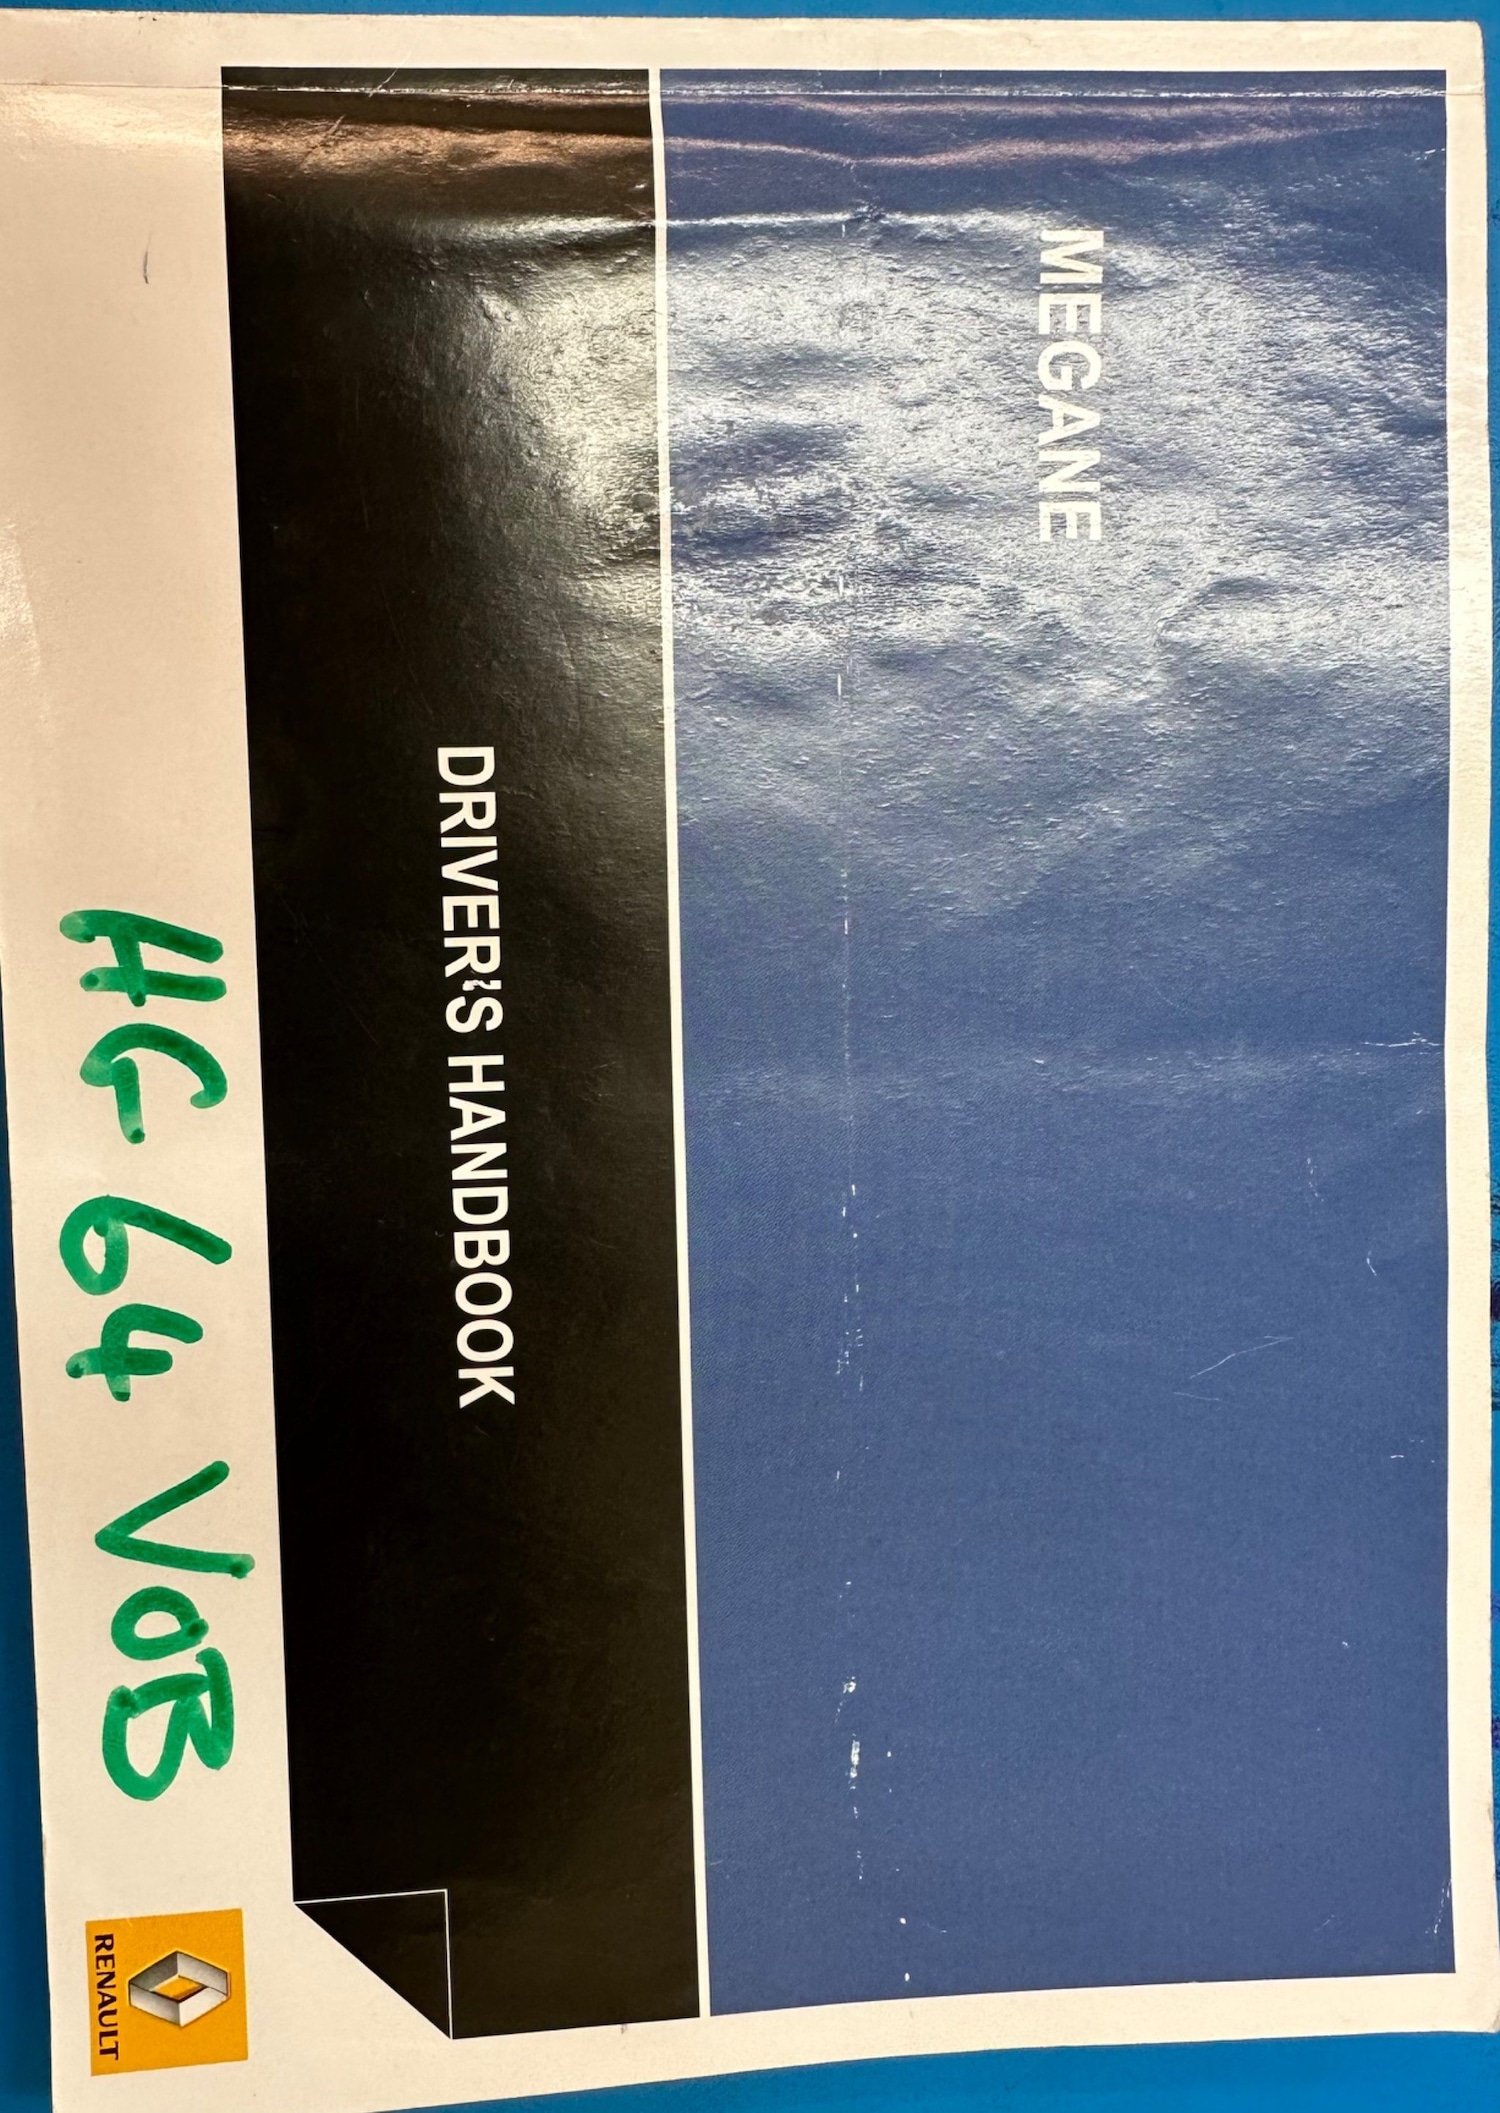 MEGANE
DRIVER'S HANDBOOK
HG 64 VOB
RENAULT